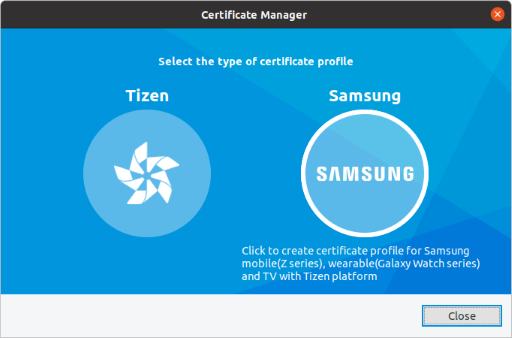 Certificate Manager
Select the type of certificate profile
Tizen
Samsung
SAMSUNG
Click to create certificate profile for Samsung
mobile(Z series), wearable(Galaxy Watch series)
and TV with Tizen platform
Close